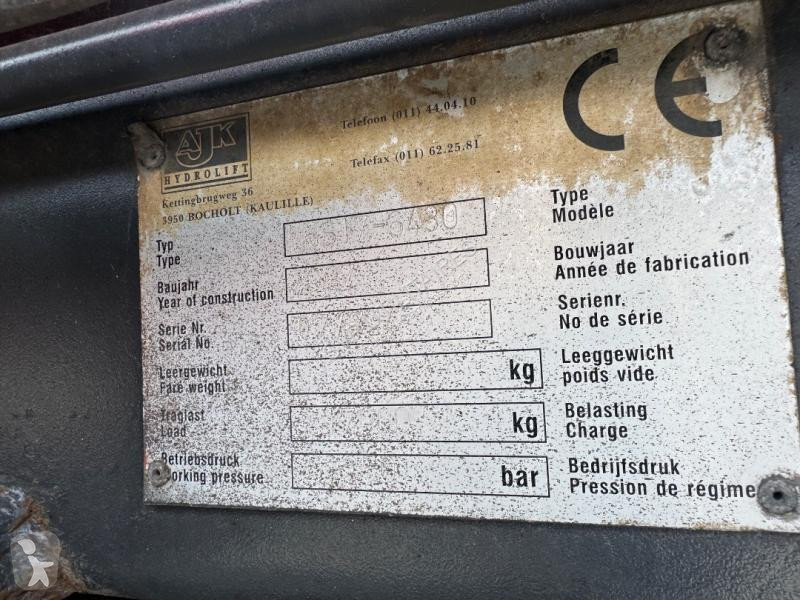 AJK
HYDROLIFT
Kettingbrugweg 36
3950 BOCHOLT (KAULILLE)
Telefoon (011) 44.04.10
Telefax (011) 62.25.81
CE
Typ
Type
Type
Modèle
Baujahr
Year of construction
Bouwjaar
Année de fabrication
Serie Nr.
Serial No.
Serienr.
No de série
Leergewicht
Fare weight
kg
Leeggewicht
poids vide
Traglast
Load
kg
Belasting
Charge
Betriebsdruck
Working pressure
bar
Bedrijfsdruk
Pression de régime